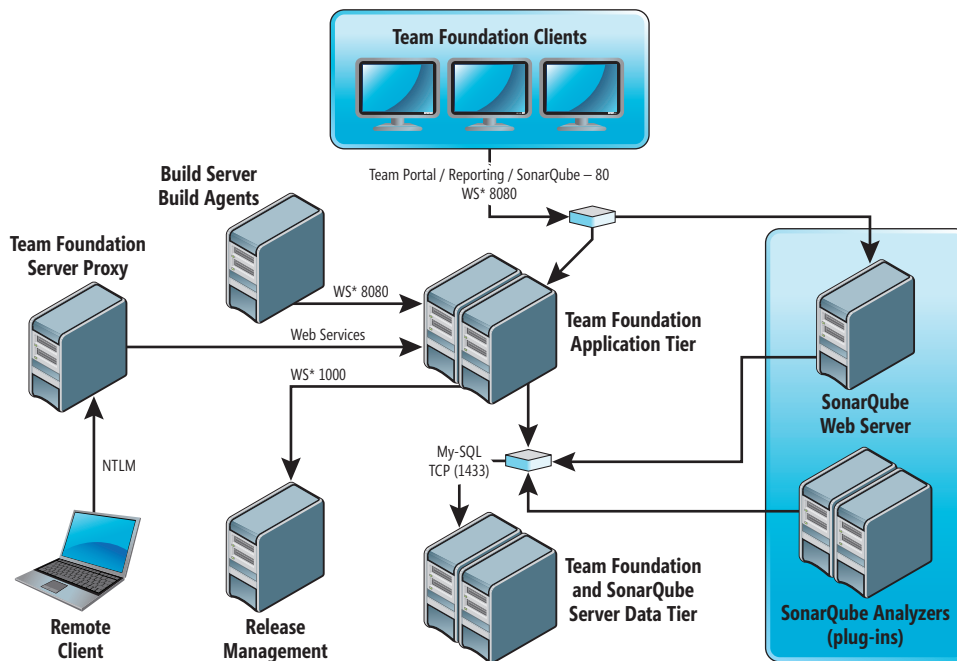 Team Foundation Clients
Team Portal / Reporting / SonarQube – 80
WS* 8080
Build Server
Build Agents
Team Foundation
Server Proxy
WS* 8080
Web Services
WS* 1000
Team Foundation
Application Tier
SonarQube
Web Server
NTLM
My-SQL
TCP (1433)
Remote
Client
Release
Management
Team Foundation
and SonarQube
Server Data Tier
SonarQube Analyzers
(plug-ins)